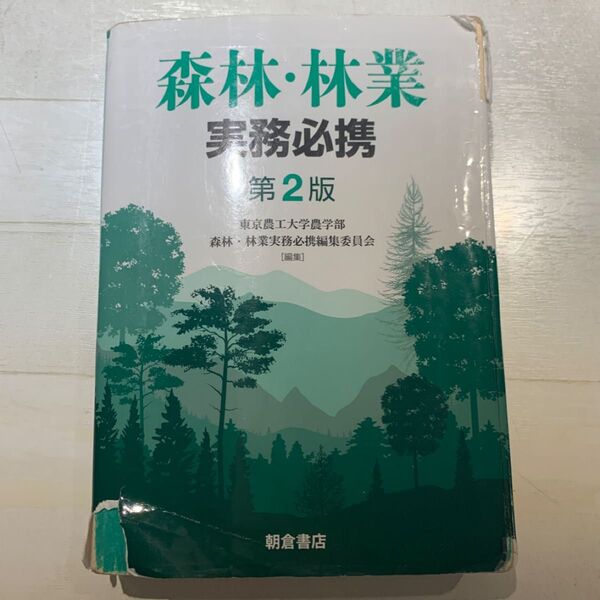 森林・林業
実務必携
第2版
東京農工大学農学部
森林・林業実務必携編集委員会
[編集]
朝倉書店